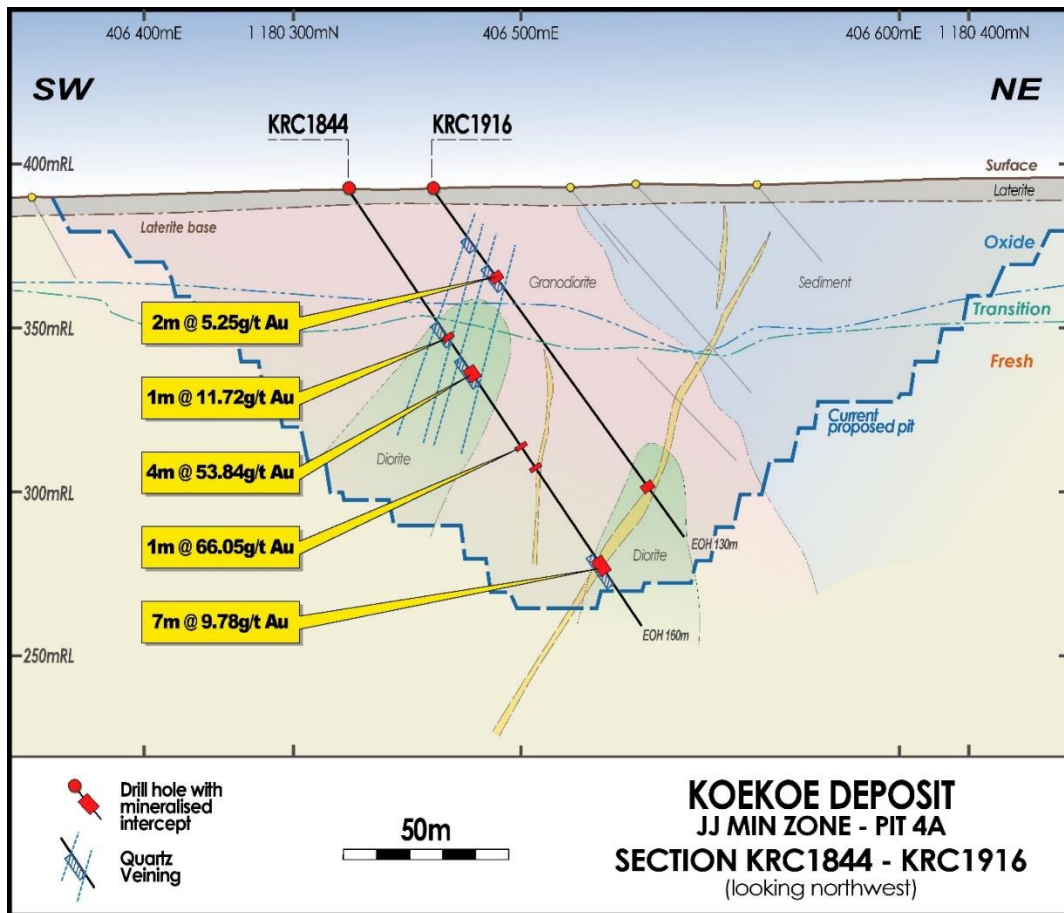 406 400mE
1 180 300mN
406 500mE
406 600mE
1 180 400mN
SW
NE
KRC1844
KRC1916
400mRL
Surface
Laterite
Laterite base
Oxide
Granodiorite
Sediment
2m @ 5.25g/t Au
Transition
350mRL
Fresh
1m @ 11.72g/t Au
Current
proposed pit
4m @ 53.84g/t Au
Diorite
300mRL
1m @ 66.05g/t Au
EOH 130m
Diorite
7m @ 9.78g/t Au
EOH 160m
250mRL
Drill hole with
mineralised
intercept
Quartz
Veining
50m
KOEKOE DEPOSIT
JJ MIN ZONE - PIT 4A
SECTION KRC1844 - KRC1916
(looking northwest)